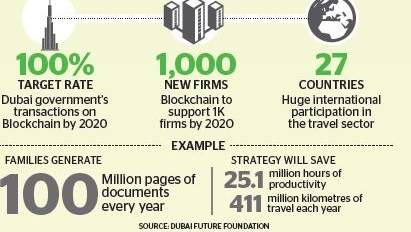 100%
TARGET RATE
Dubai government's
transactions on
Blockchain by 2020
1,000
NEW FIRMS
Blockchain to
support 1K
firms by 2020
27
COUNTRIES
Huge international
participation in
the travel sector
EXAMPLE
FAMILIES GENERATE
100
Million pages of
documents
every year
STRATEGY WILL SAVE
25.1 million hours of
productivity
411 million kilometres of
travel each year
SOURCE: DUBAI FUTURE FOUNDATION